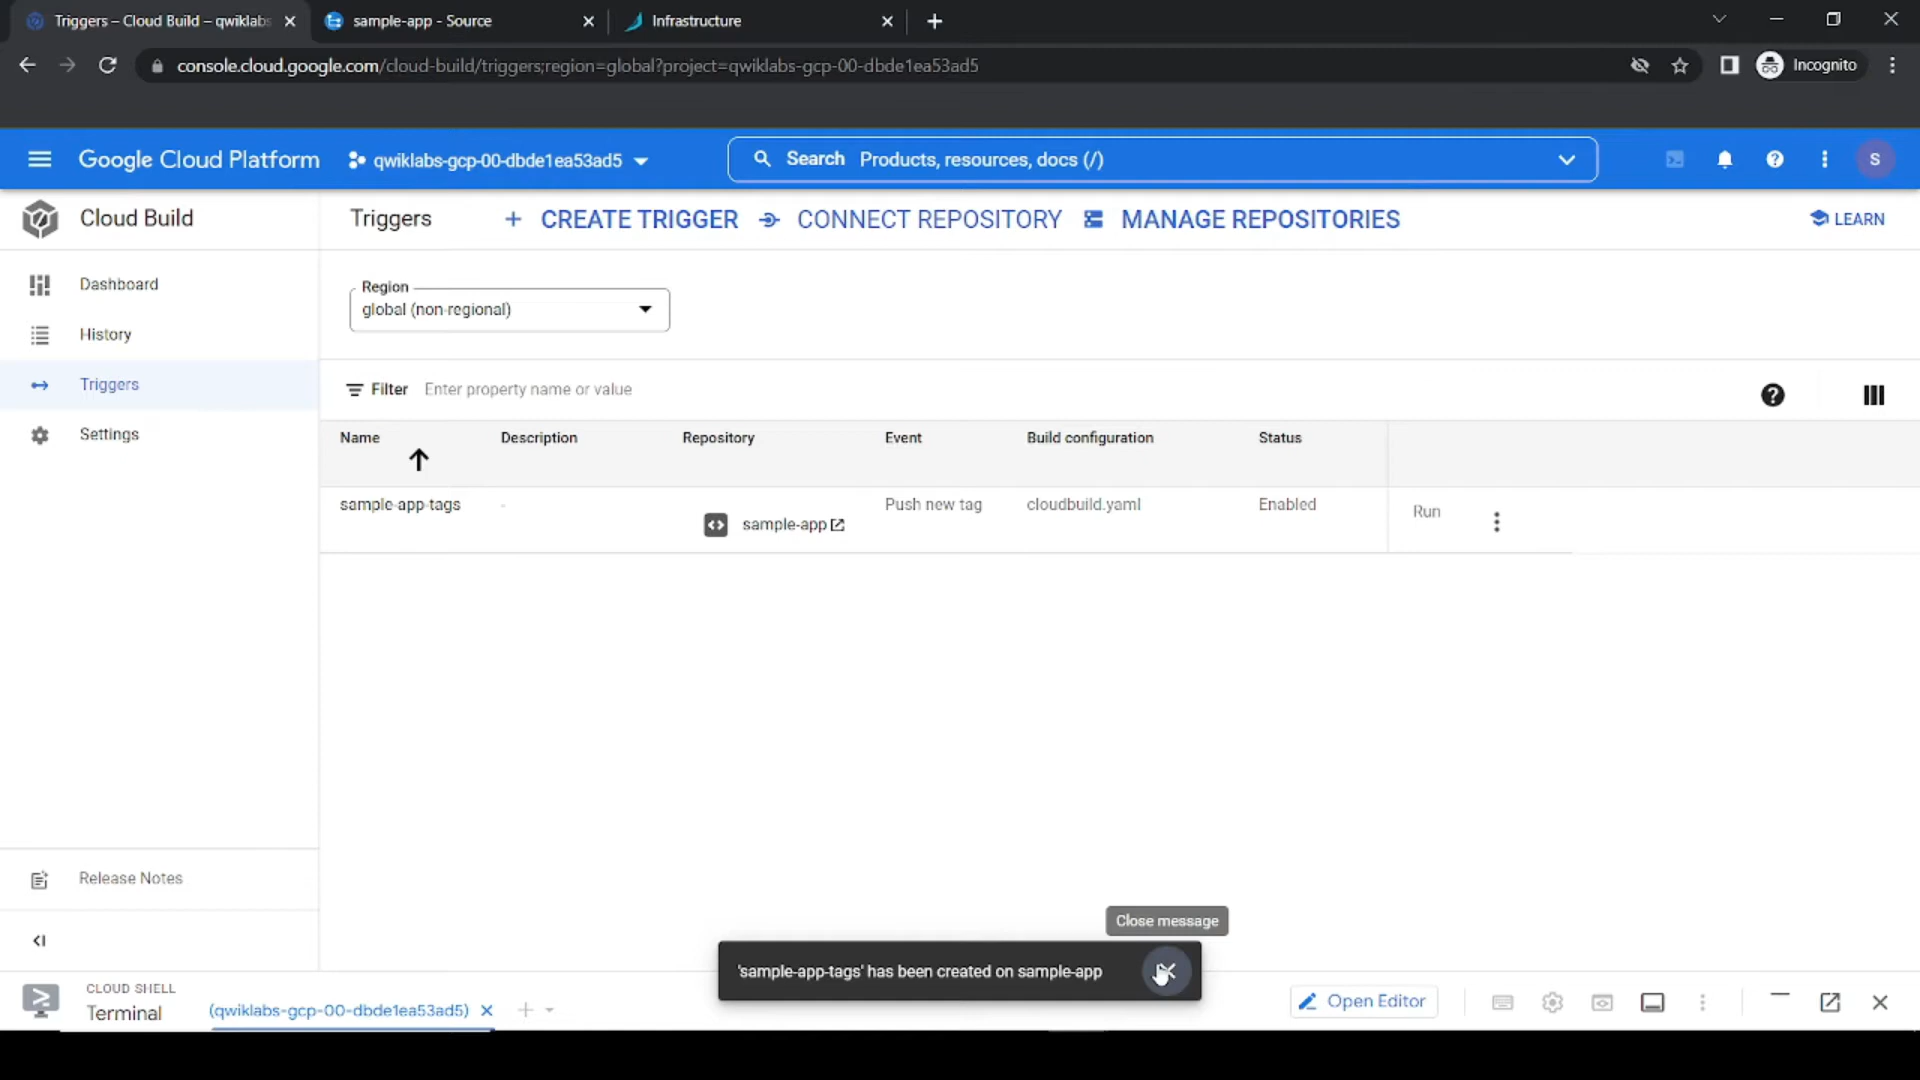 Triggers – Cloud Build – qwiklabs
sample-app - Source
Infrastructure
console.cloud.google.com/cloud-build/triggers;region=global?project=qwiklabs-gcp-00-dbde1ea53ad5
Incognito
Google Cloud Platform
qwiklabs-gcp-00-dbde1ea53ad5
Search Products, resources, docs (/)
S
Cloud Build
Triggers
CREATE TRIGGER
CONNECT REPOSITORY
MANAGE REPOSITORIES
LEARN
Dashboard
History
Triggers
Settings
Region
global (non-regional)
Filter Enter property name or value
Name Description Repository Event Build configuration Status
sample-app-tags - sample-app Push new tag cloudbuild.yaml Enabled Run
Release Notes
Close message
'sample-app-tags' has been created on sample-app
CLOUD SHELL
Terminal
(qwiklabs-gcp-00-dbde1ea53ad5)
Open Editor